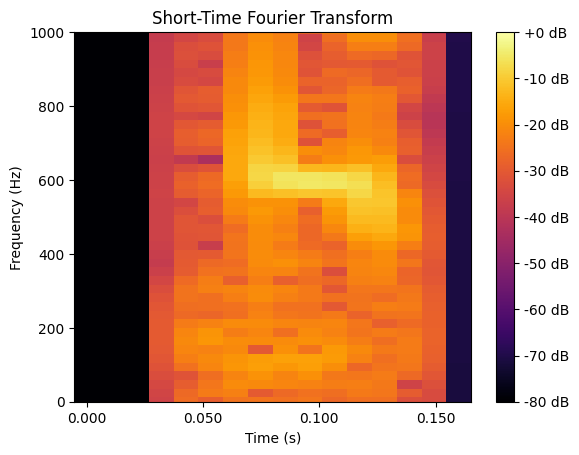 Short-Time Fourier Transform
1000
800
600
400
200
0
Frequency (Hz)
0.000
0.050
0.100
0.150
Time (s)
+0 dB
-10 dB
-20 dB
-30 dB
-40 dB
-50 dB
-60 dB
-70 dB
-80 dB